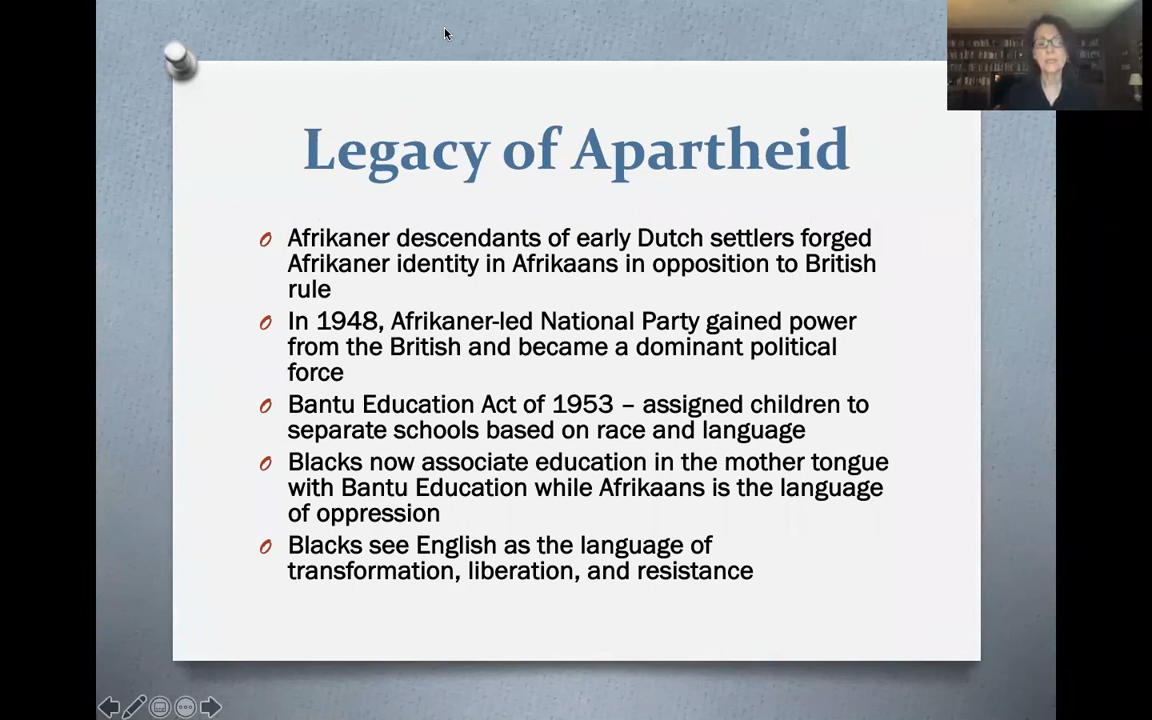 Legacy of Apartheid
Afrikaner descendants of early Dutch settlers forged
Afrikaner identity in Afrikaans in opposition to British
rule
In 1948, Afrikaner-led National Party gained power
from the British and became a dominant political
force
Bantu Education Act of 1953 – assigned children to
separate schools based on race and language
Blacks now associate education in the mother tongue
with Bantu Education while Afrikaans is the language
of oppression
Blacks see English as the language of
transformation, liberation, and resistance